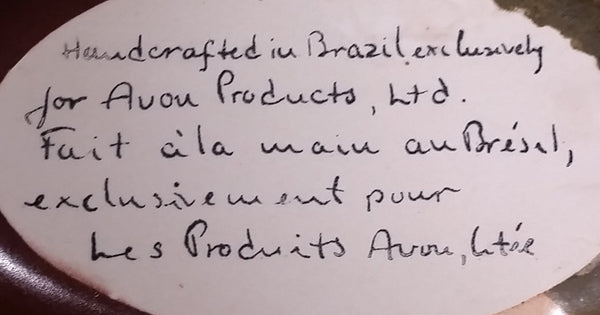 Handcrafted in Brazil exclusively
for Avon Products, Ltd.
Fait à la main au Brésil,
exclusivement pour
Les Produits Avon, Ltée